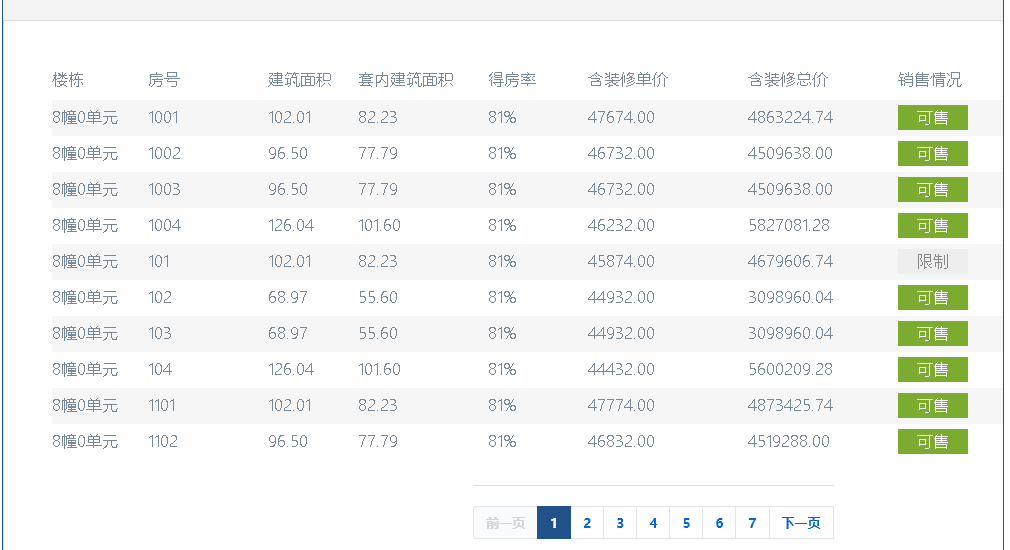 楼栋 房号 建筑面积 套内建筑面积 得房率 含装修单价 含装修总价 销售情况
8幢0单元 1001 102.01 82.23 81% 47674.00 4863224.74 可售
8幢0单元 1002 96.50 77.79 81% 46732.00 4509638.00 可售
8幢0单元 1003 96.50 77.79 81% 46732.00 4509638.00 可售
8幢0单元 1004 126.04 101.60 81% 46232.00 5827081.28 可售
8幢0单元 101 102.01 82.23 81% 45874.00 4679606.74 限制
8幢0单元 102 68.97 55.60 81% 44932.00 3098960.04 可售
8幢0单元 103 68.97 55.60 81% 44932.00 3098960.04 可售
8幢0单元 104 126.04 101.60 81% 44432.00 5600209.28 可售
8幢0单元 1101 102.01 82.23 81% 47774.00 4873425.74 可售
8幢0单元 1102 96.50 77.79 81% 46832.00 4519288.00 可售
前一页 1 2 3 4 5 6 7 下一页